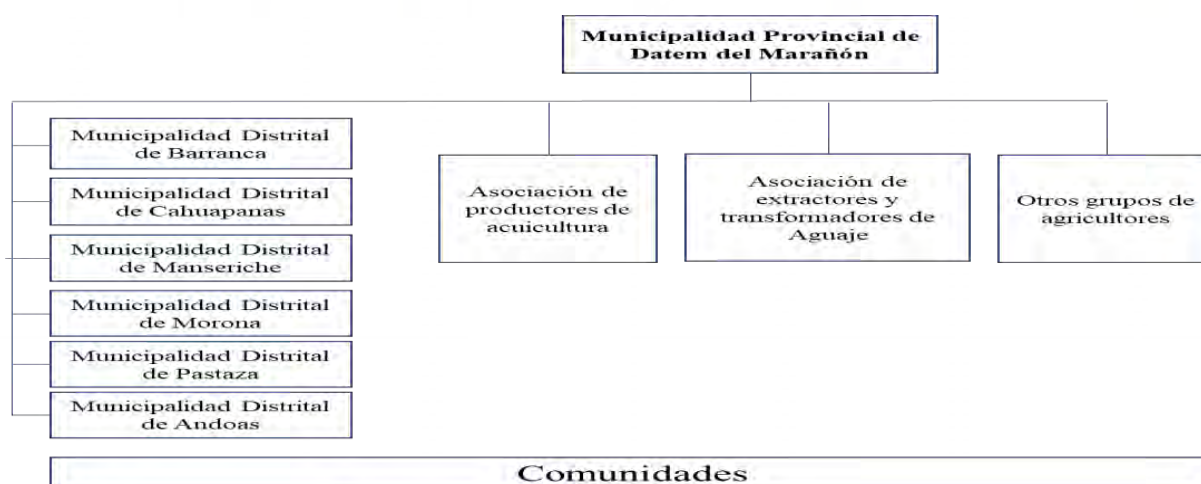 Municipalidad Provincial de
Datem del Marañón
Municipalidad Distrital
de Barranca
Municipalidad Distrital
de Cahuapanas
Municipalidad Distrital
de Manseriche
Municipalidad Distrital
de Morona
Municipalidad Distrital
de Pastaza
Municipalidad Distrital
de Andoas
Asociación de
productores de
acuicultura
Asociación de
extractores y
transformadores de
Aguaje
Otros grupos de
agricultores
Comunidades